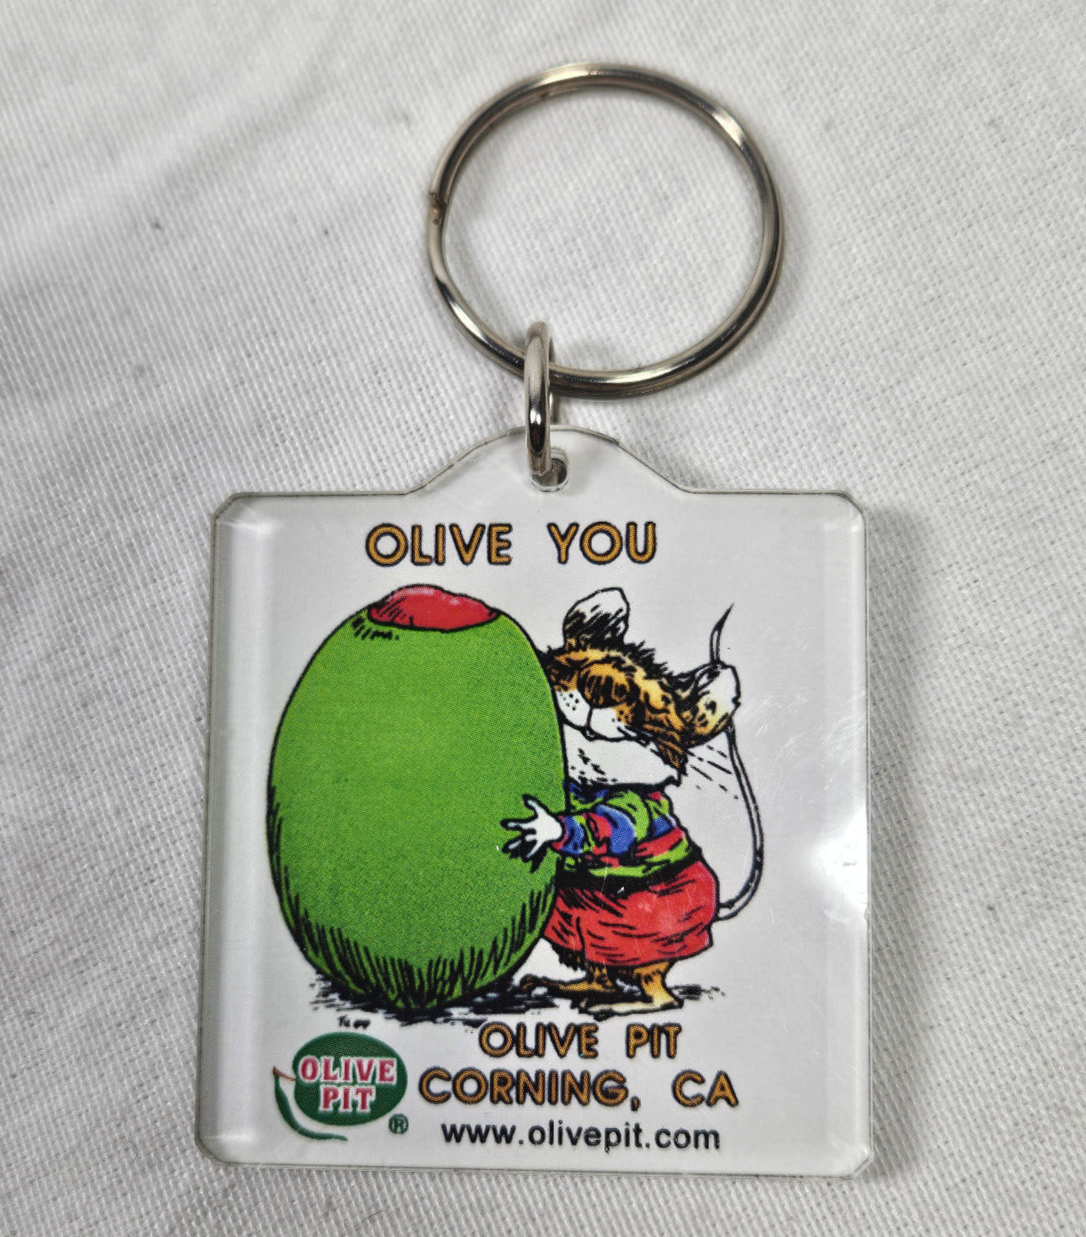 OLIVE YOU
OLIVE PIT
CORNING, CA
www.olivepit.com
OLIVE
PIT
®